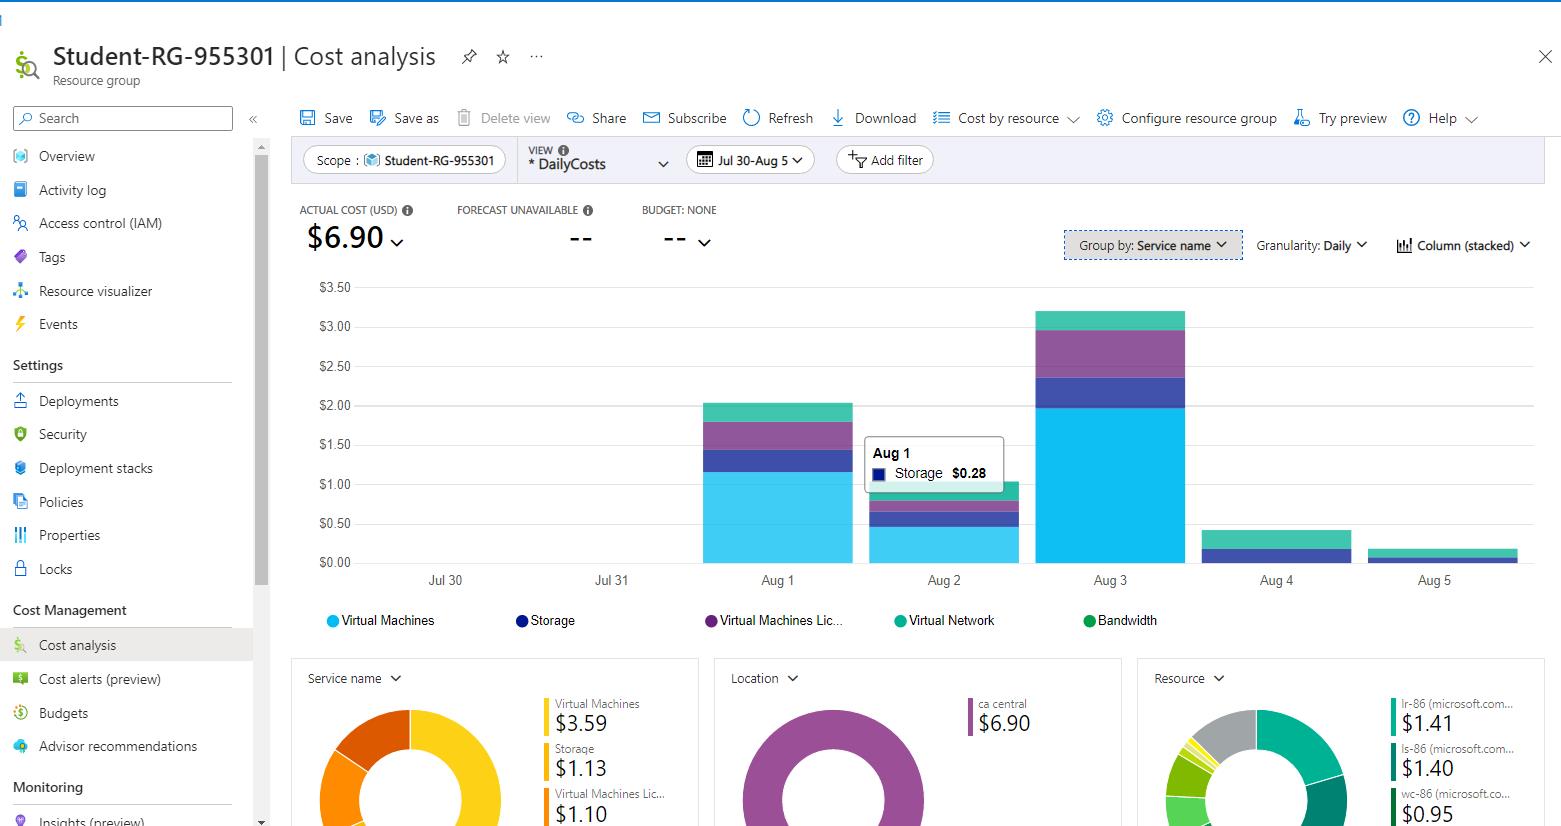 Student-RG-955301 | Cost analysis
Resource group
Search
Overview
Activity log
Access control (IAM)
Tags
Resource visualizer
Events
Settings
Deployments
Security
Deployment stacks
Policies
Properties
Locks
Cost Management
Cost analysis
Cost alerts (preview)
Budgets
Advisor recommendations
Monitoring
Insights (preview)
Save
Save as
Delete view
Share
Subscribe
Refresh
Download
Cost by resource
Configure resource group
Try preview
Help
Scope : Student-RG-955301
VIEW
* DailyCosts
Jul 30-Aug 5
Add filter
ACTUAL COST (USD)
$6.90
FORECAST UNAVAILABLE
--
BUDGET: NONE
--
Group by: Service name
Granularity: Daily
Column (stacked)
$3.50
$3.00
$2.50
$2.00
$1.50
$1.00
$0.50
$0.00
Aug 1
Storage $0.28
Jul 30
Jul 31
Aug 1
Aug 2
Aug 3
Aug 4
Aug 5
Virtual Machines
Storage
Virtual Machines Lic...
Virtual Network
Bandwidth
Service name
Virtual Machines
$3.59
Storage
$1.13
Virtual Machines Lic...
$1.10
Location
ca central
$6.90
Resource
lr-86 (microsoft.com...
$1.41
ls-86 (microsoft.com...
$1.40
wc-86 (microsoft.co...
$0.95